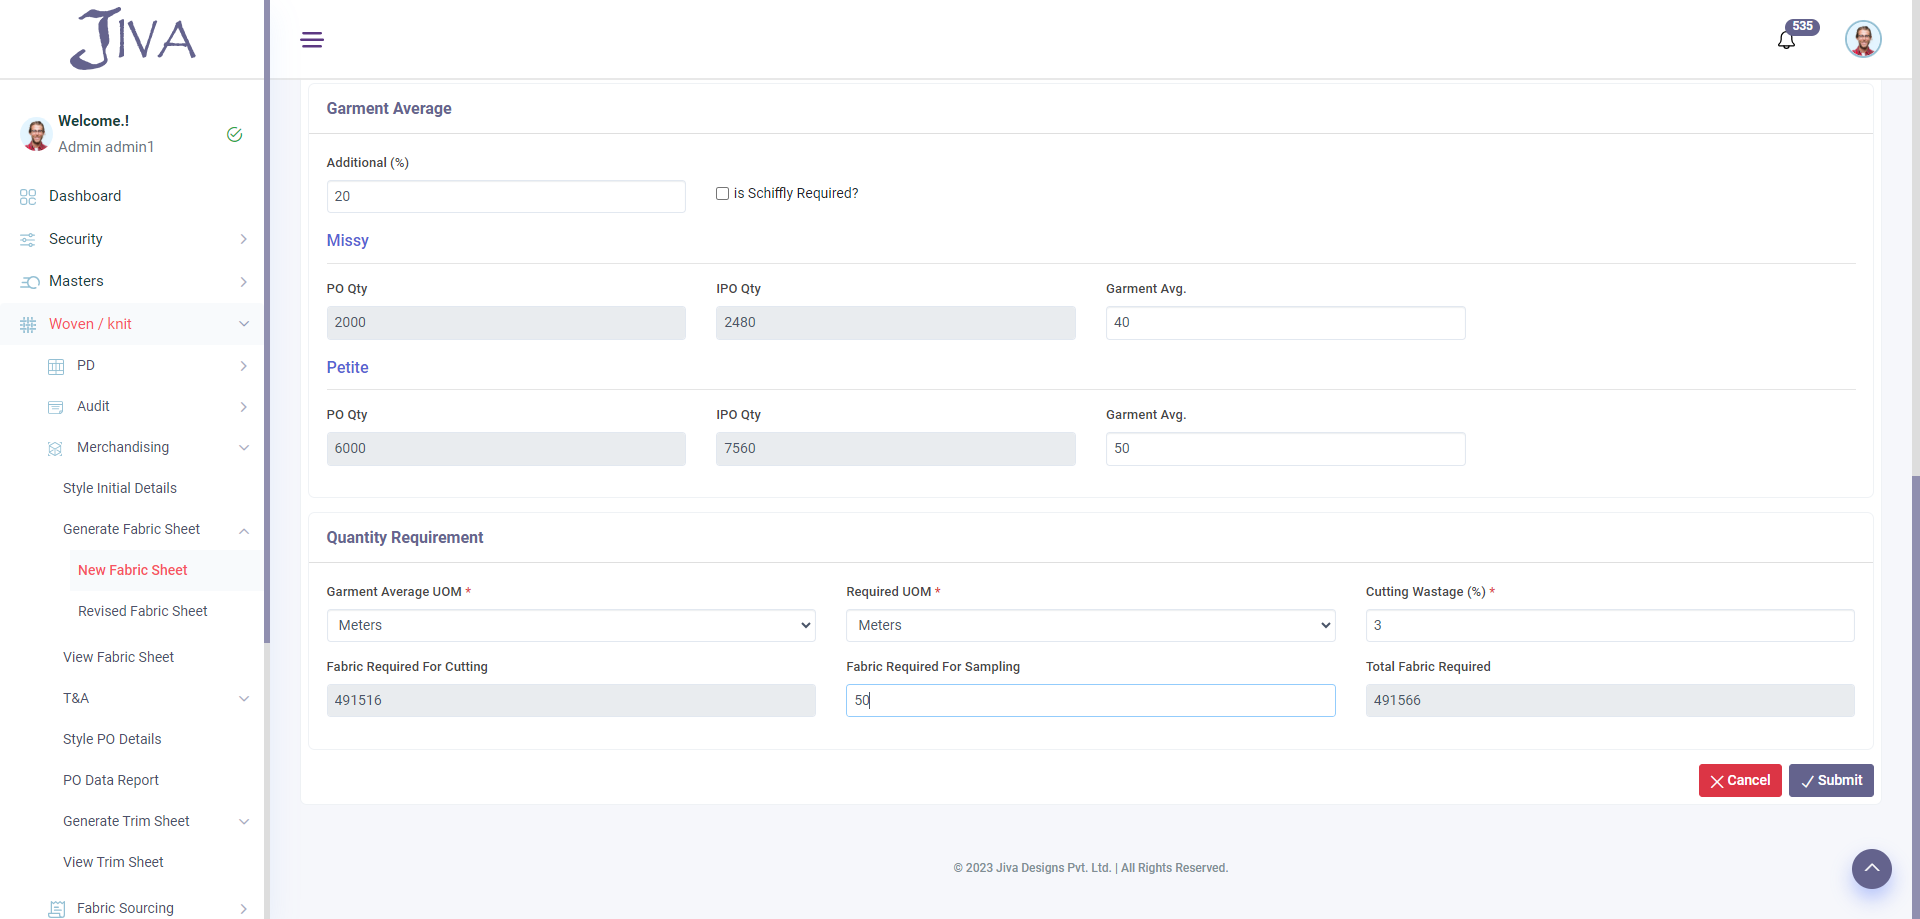 JIVA
535
Welcome.!
Admin admin1
Dashboard
Security
Masters
Woven / knit
PD
Audit
Merchandising
Style Initial Details
Generate Fabric Sheet
New Fabric Sheet
Revised Fabric Sheet
View Fabric Sheet
T&A
Style PO Details
PO Data Report
Generate Trim Sheet
View Trim Sheet
Fabric Sourcing
Garment Average
Additional (%)
20
is Schiffly Required?
Missy
PO Qty IPO Qty Garment Avg.
2000 2480 40
Petite
PO Qty IPO Qty Garment Avg.
6000 7560 50
Quantity Requirement
Garment Average UOM * Required UOM * Cutting Wastage (%) *
Meters Meters 3
Fabric Required For Cutting Fabric Required For Sampling Total Fabric Required
491516 50 491566
Cancel Submit
© 2023 Jiva Designs Pvt. Ltd. | All Rights Reserved.